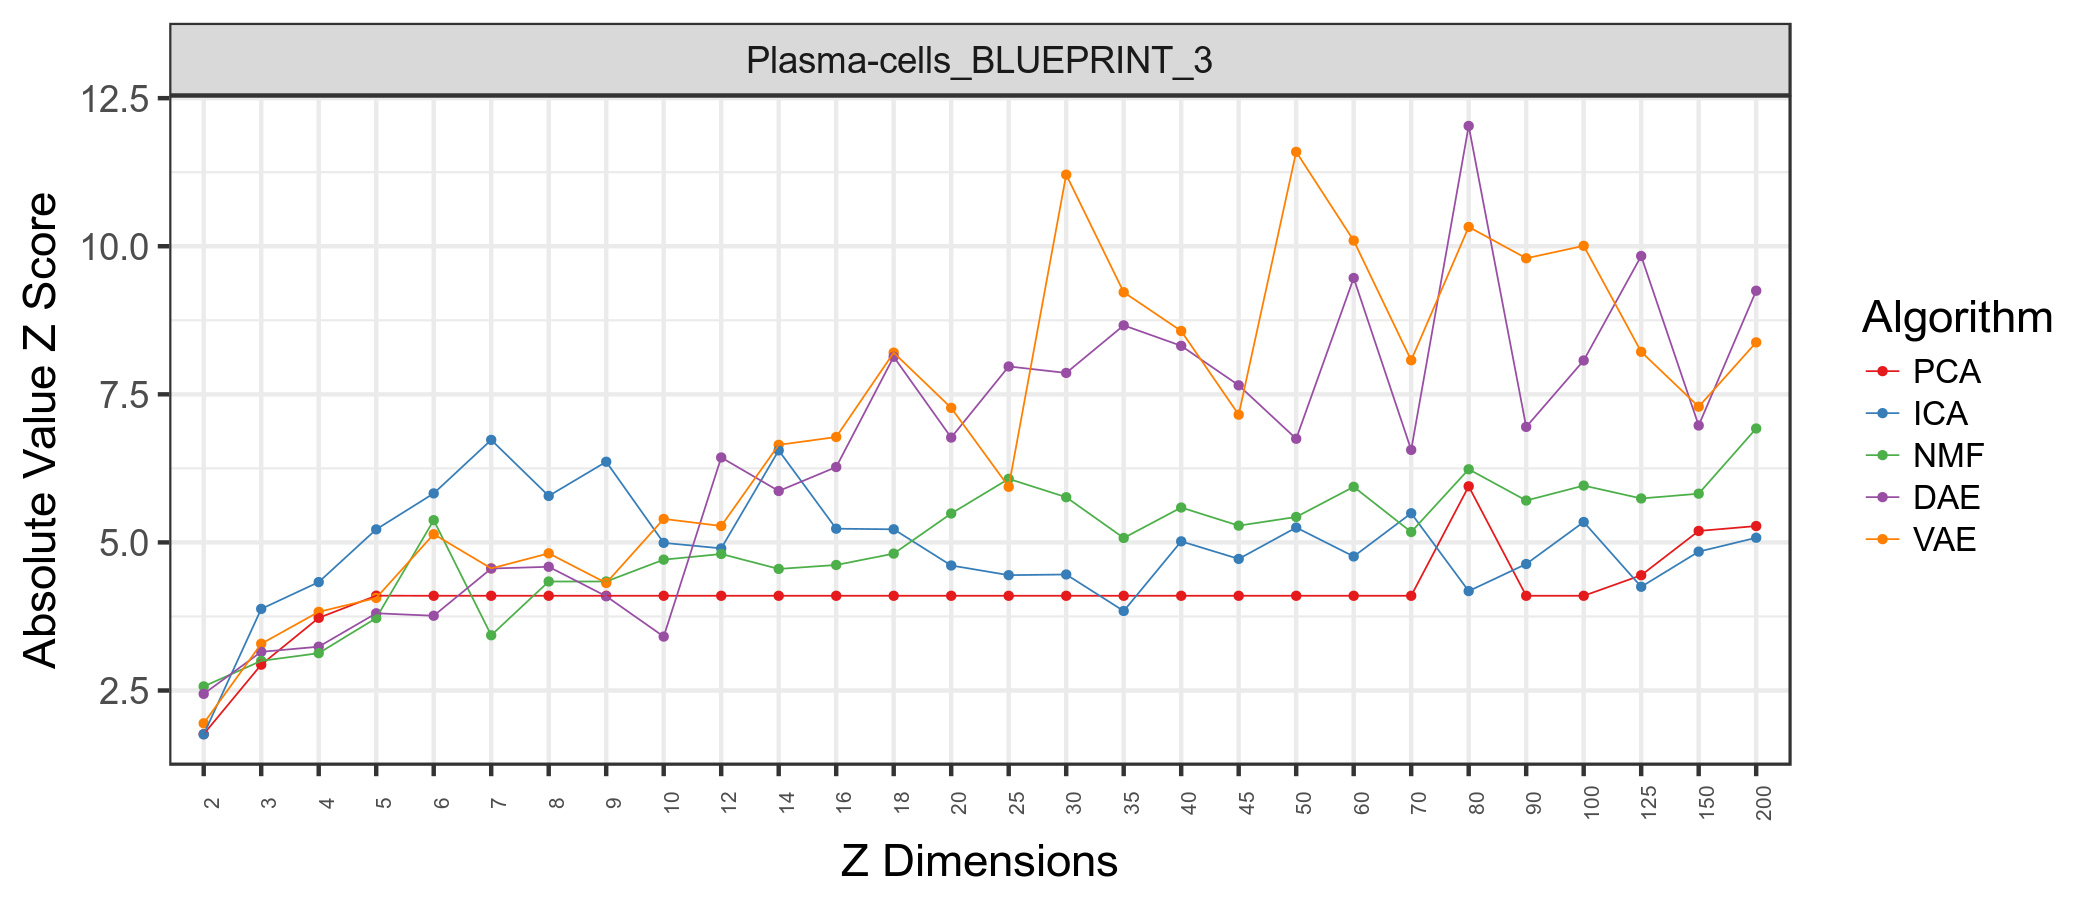 Plasma-cells_BLUEPRINT_3
12.5
10.0
7.5
5.0
2.5
Absolute Value Z Score
2 3 4 5 6 7 8 9 10 12 14 16 18 20 25 30 35 40 45 50 60 70 80 90 100 125 150 200
Z Dimensions
Algorithm
PCA
ICA
NMF
DAE
VAE